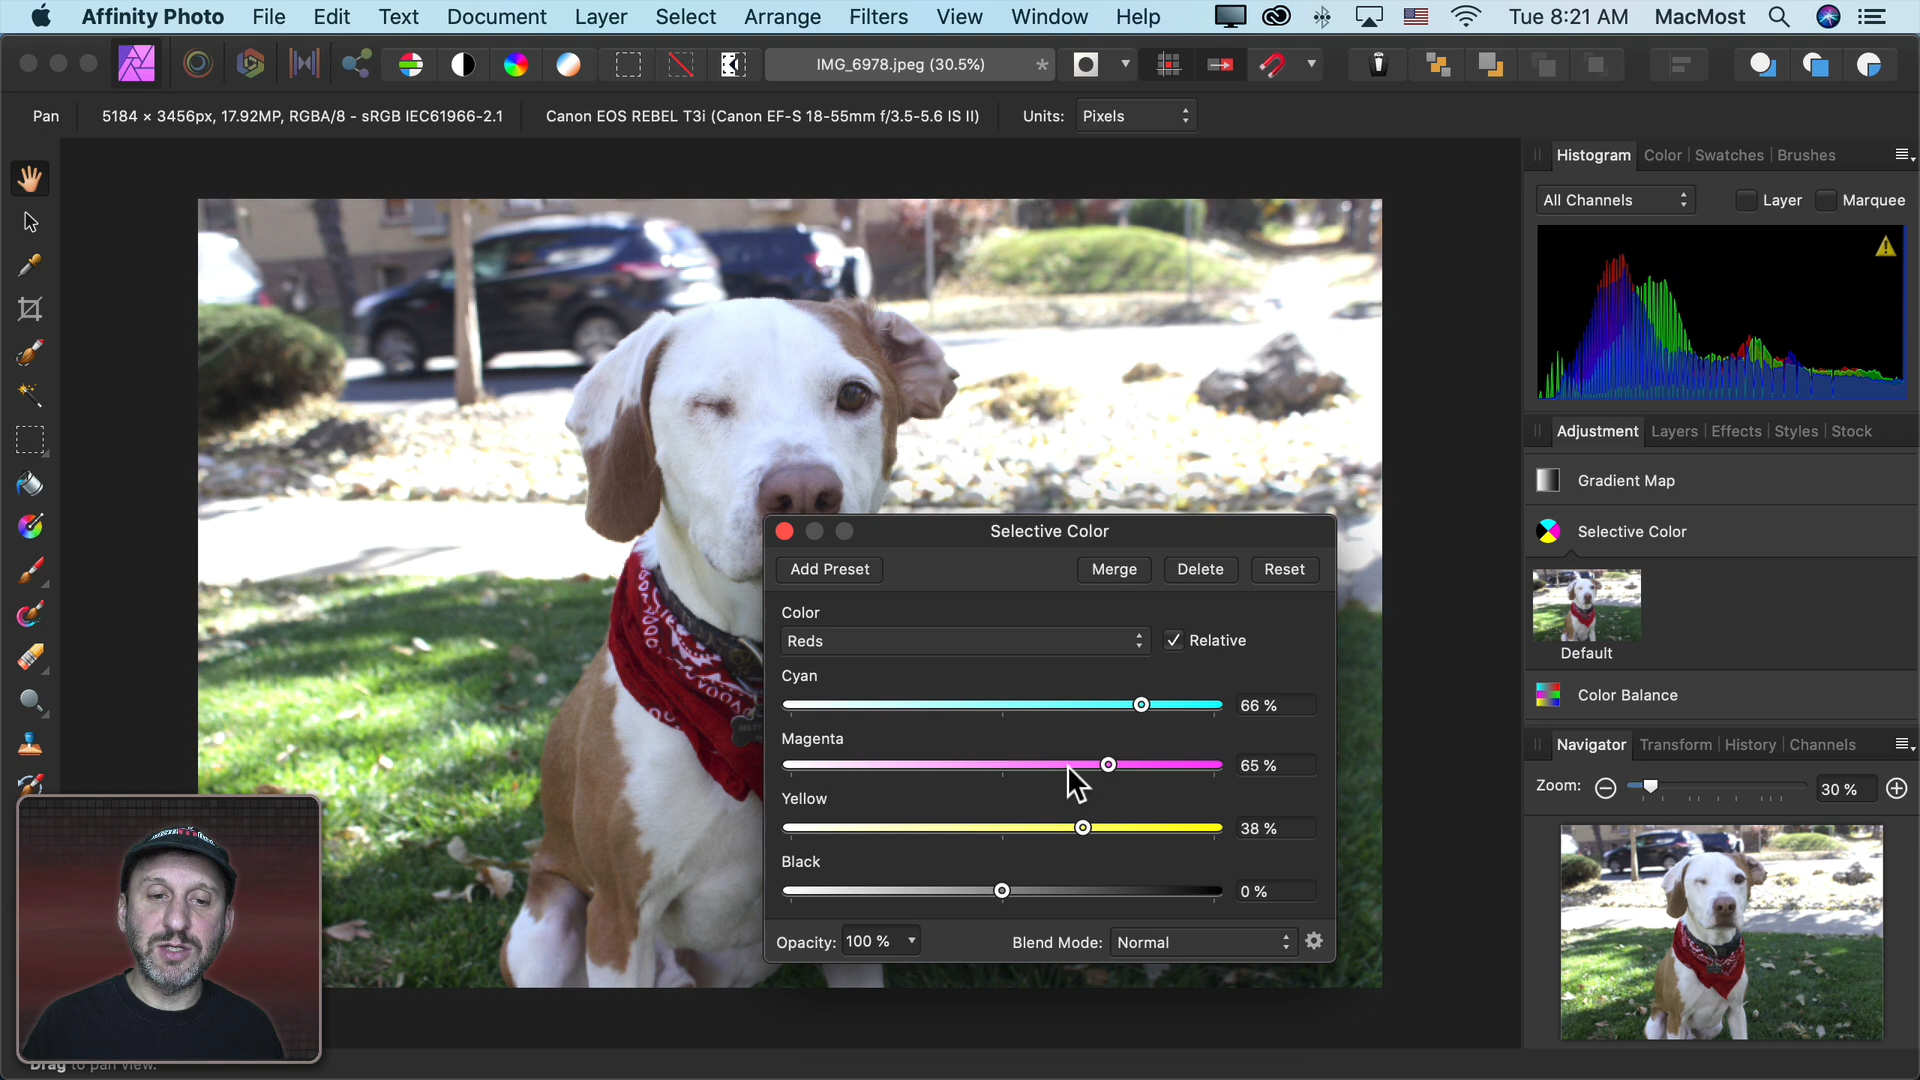 Affinity Photo File Edit Text Document Layer Select Arrange Filters View Window Help Tue 8:21 AM MacMost
IMG_6978.jpeg (30.5%) *
Pan 5184 × 3456px, 17.92MP, RGBA/8 - sRGB IEC61966-2.1 Canon EOS REBEL T3i (Canon EF-S 18-55mm f/3.5-5.6 IS II) Units: Pixels
Histogram Color Swatches Brushes
All Channels Layer Marquee
Adjustment Layers Effects Styles Stock
Gradient Map
Selective Color
Default
Color Balance
Navigator Transform History Channels
Zoom: 30 %
Selective Color
Add Preset Merge Delete Reset
Color
Reds Relative
Cyan
66 %
Magenta
65 %
Yellow
38 %
Black
0 %
Opacity: 100 % Blend Mode: Normal
Drag to pan view.